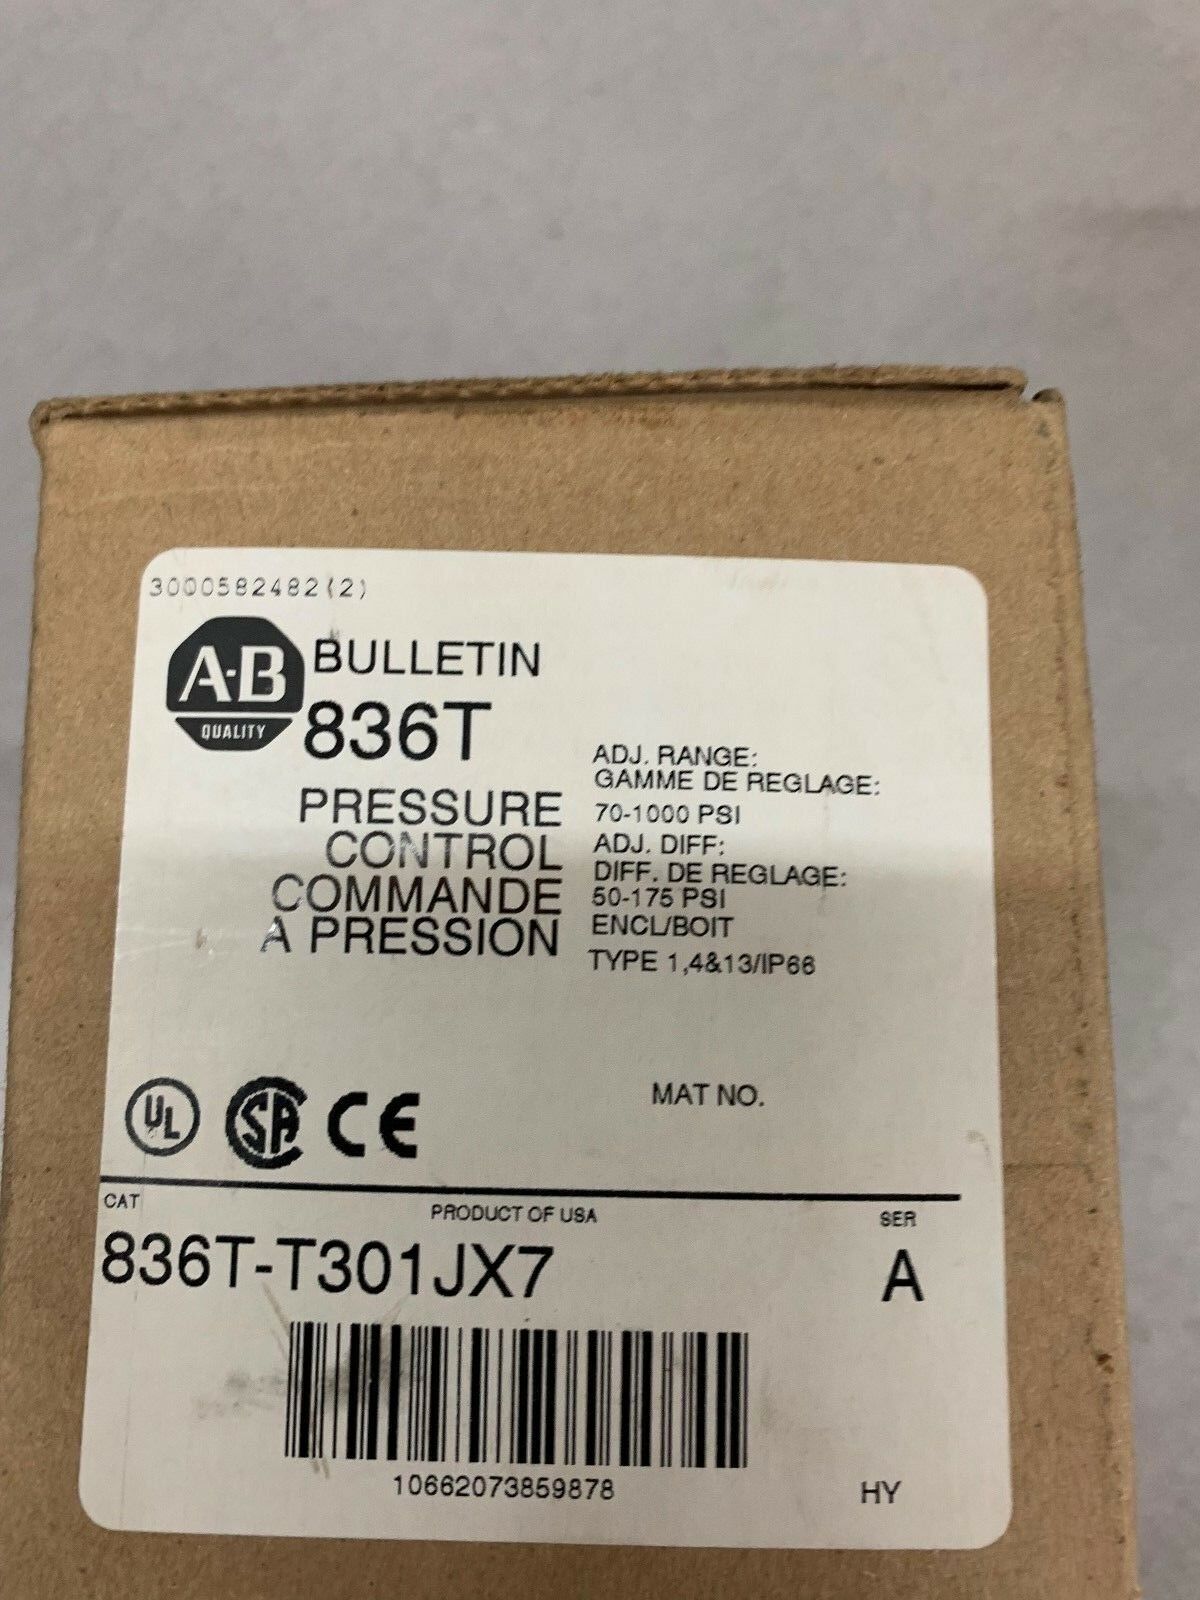 3000582482(2)
A-B
QUALITY
BULLETIN
836T
PRESSURE
CONTROL
COMMANDE
A PRESSION
ADJ. RANGE:
GAMME DE REGLAGE:
70-1000 PSI
ADJ. DIFF:
DIFF. DE REGLAGE:
50-175 PSI
ENCL/BOIT
TYPE 1,4&13/IP66
UL
SA
CE
MAT NO.
CAT
PRODUCT OF USA
SER
836T-T301JX7
A
10662073859878
HY